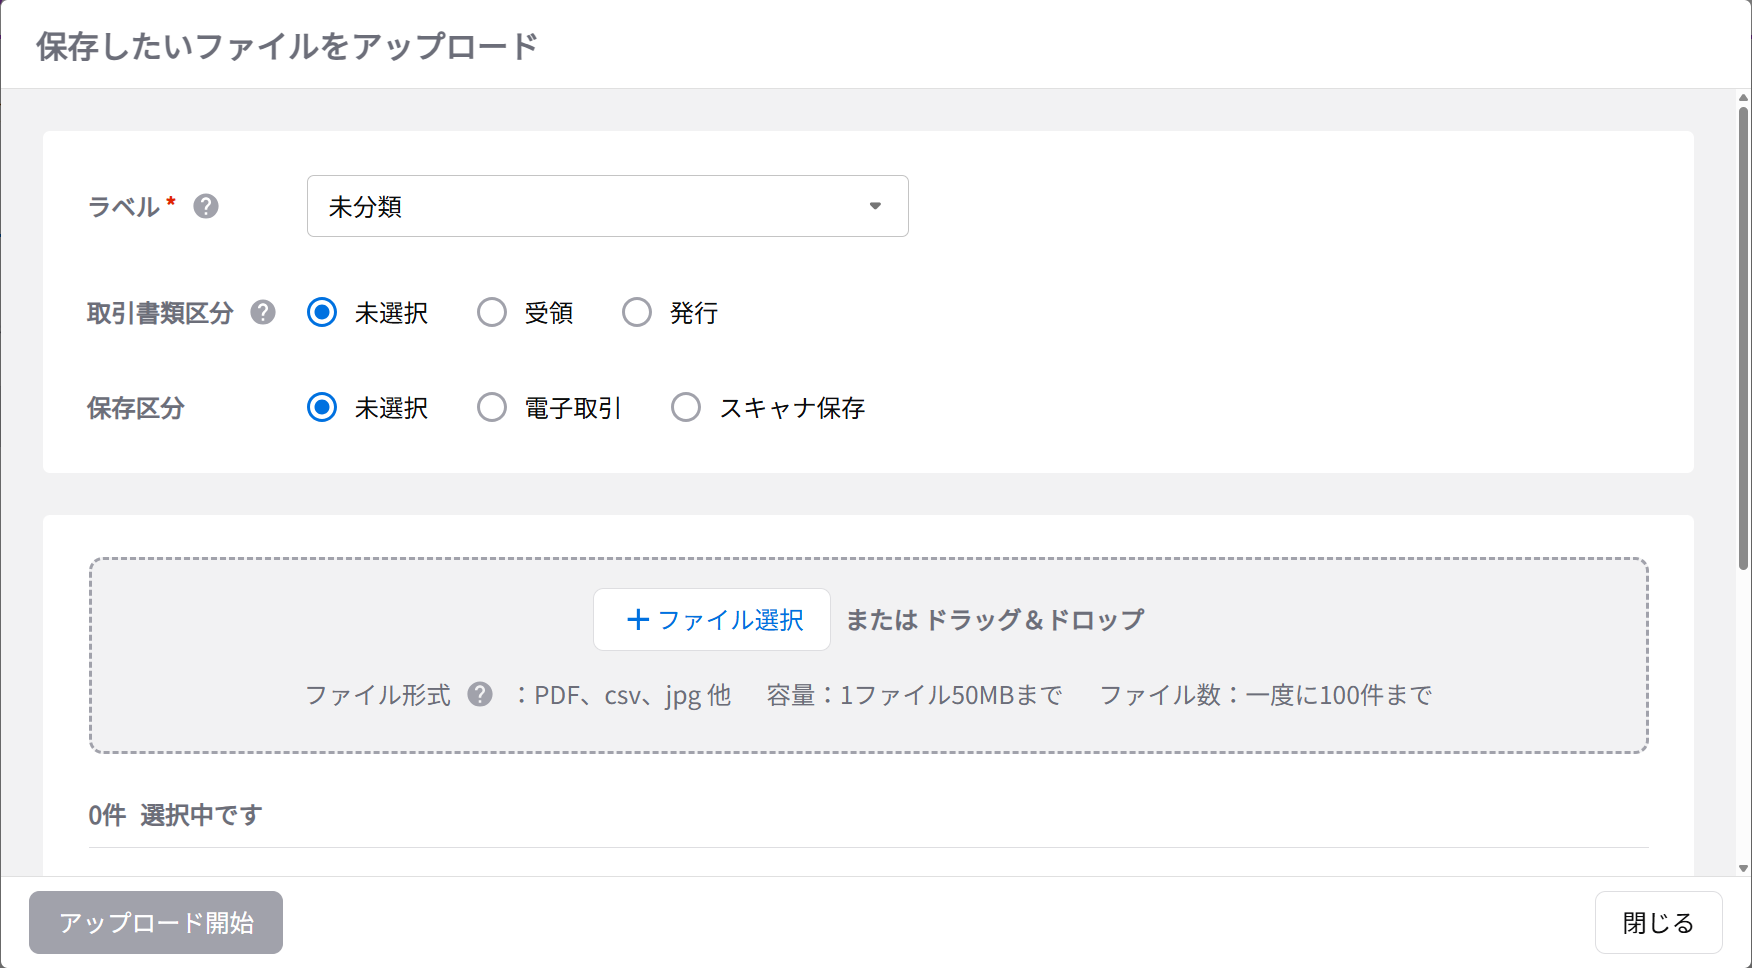 保存したいファイルをアップロード
ラベル* ? 未分類
取引書類区分 ? 未選択 受領 発行
保存区分 未選択 電子取引 スキャナ保存
+ ファイル選択 または ドラッグ＆ドロップ
ファイル形式 ? ：PDF、csv、jpg 他 容量：1ファイル50MBまで ファイル数：一度に100件まで
0件 選択中です
アップロード開始 閉じる